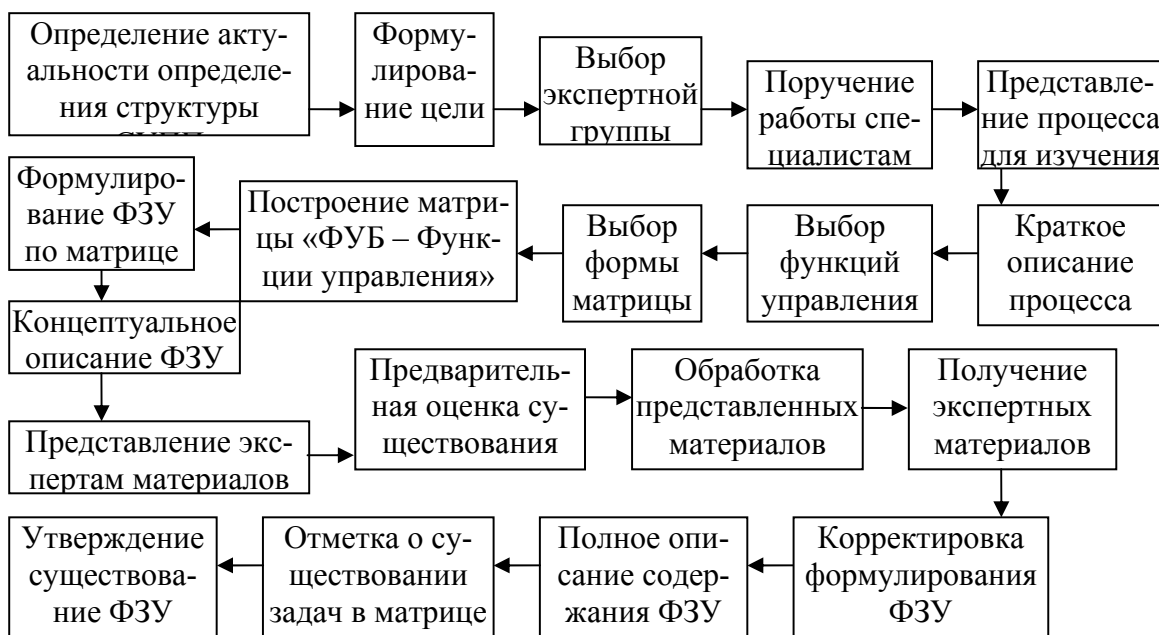 Определение акту-
альности определе-
ния структуры
Форму-
лирова-
ние цели
Выбор
экспертной
группы
Поручение
работы спе-
циалистам
Представле-
ние процесса
для изучения
Краткое
описание
процесса
Выбор
функций
управления
Выбор
формы
матрицы
Построение матри-
цы «ФУБ – Функ-
ции управления»
Формулиро-
вание ФЗУ
по матрице
Концептуальное
описание ФЗУ
Представление экс-
пертам материалов
Предваритель-
ная оценка су-
ществования
Обработка
представленных
материалов
Получение
экспертных
материалов
Корректировка
формулирования
ФЗУ
Полное опи-
сание содер-
жания ФЗУ
Отметка о су-
ществовании
задач в матрице
Утверждение
существова-
ние ФЗУ